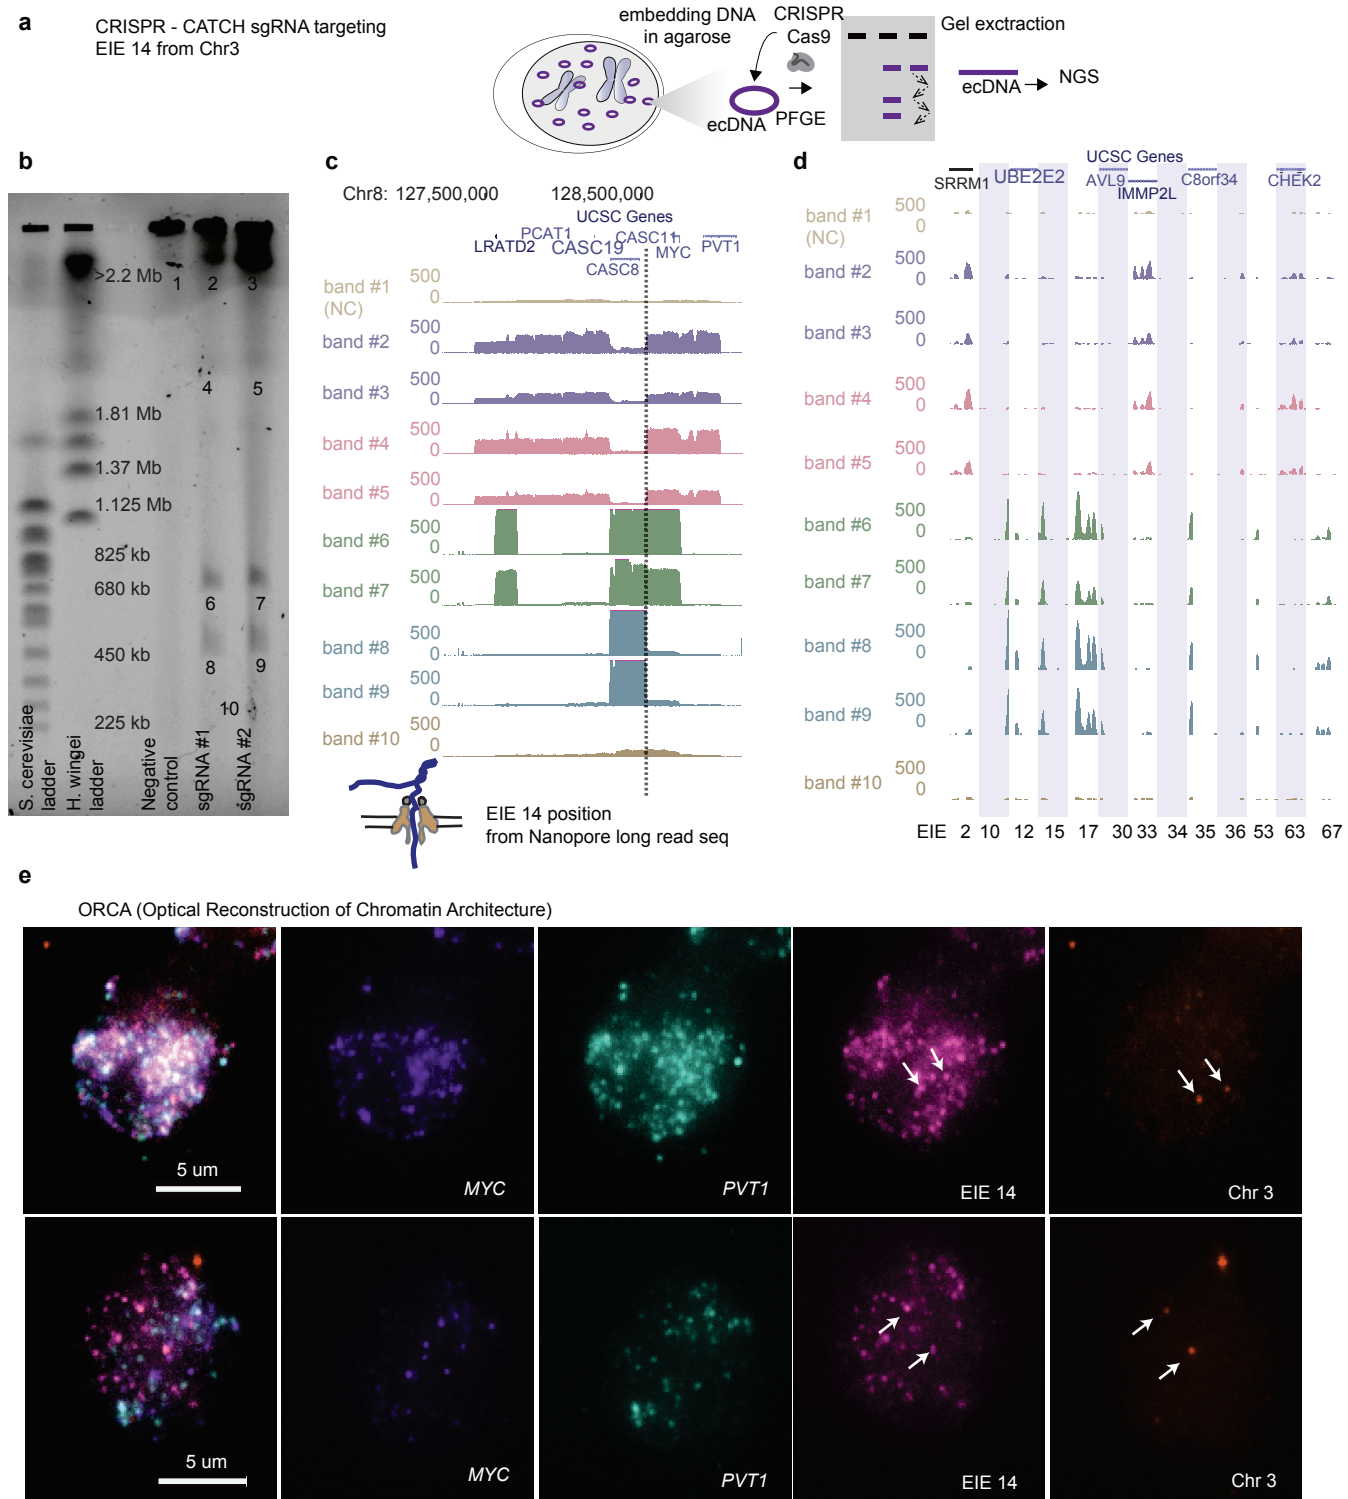 a
CRISPR - CATCH sgRNA targeting
EIE 14 from Chr3
embedding DNA
in agarose
CRISPR
Cas9
ecDNA
PFGE
Gel exctraction
ecDNA
NGS
b
>2.2 Mb
1
2
3
4
5
1.81 Mb
1.37 Mb
1.125 Mb
825 kb
680 kb
6
7
450 kb
8
9
10
225 kb
S. cerevisiae
ladder
H. wingei
ladder
Negative
control
sgRNA #1
sgRNA #2
c
Chr8: 127,500,000 128,500,000
UCSC Genes
LRATD2
PCAT1
CASC19
CASC8
CASC11
MYC
PVT1
band #1
(NC)
500
0
band #2
500
0
band #3
500
0
band #4
500
0
band #5
500
0
band #6
500
0
band #7
500
0
band #8
500
0
band #9
500
0
band #10
500
0
EIE 14 position
from Nanopore long read seq
d
UCSC Genes
SRRM1
UBE2E2
AVL9
IMMP2L
C8orf34
CHEK2
band #1
(NC)
500
0
band #2
500
0
band #3
500
0
band #4
500
0
band #5
500
0
band #6
500
0
band #7
500
0
band #8
500
0
band #9
500
0
band #10
500
0
EIE 2 10 12 15 17 30 33 34 35 36 53 63 67
e
ORCA (Optical Reconstruction of Chromatin Architecture)
5 um
MYC
PVT1
EIE 14
Chr 3
5 um
MYC
PVT1
EIE 14
Chr 3